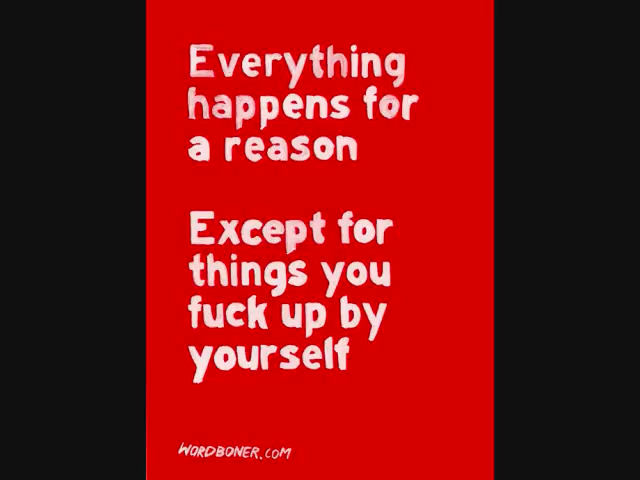 Everything
happens for
a reason
Except for
things you
fuck up by
yourself
WORDBONER.COM